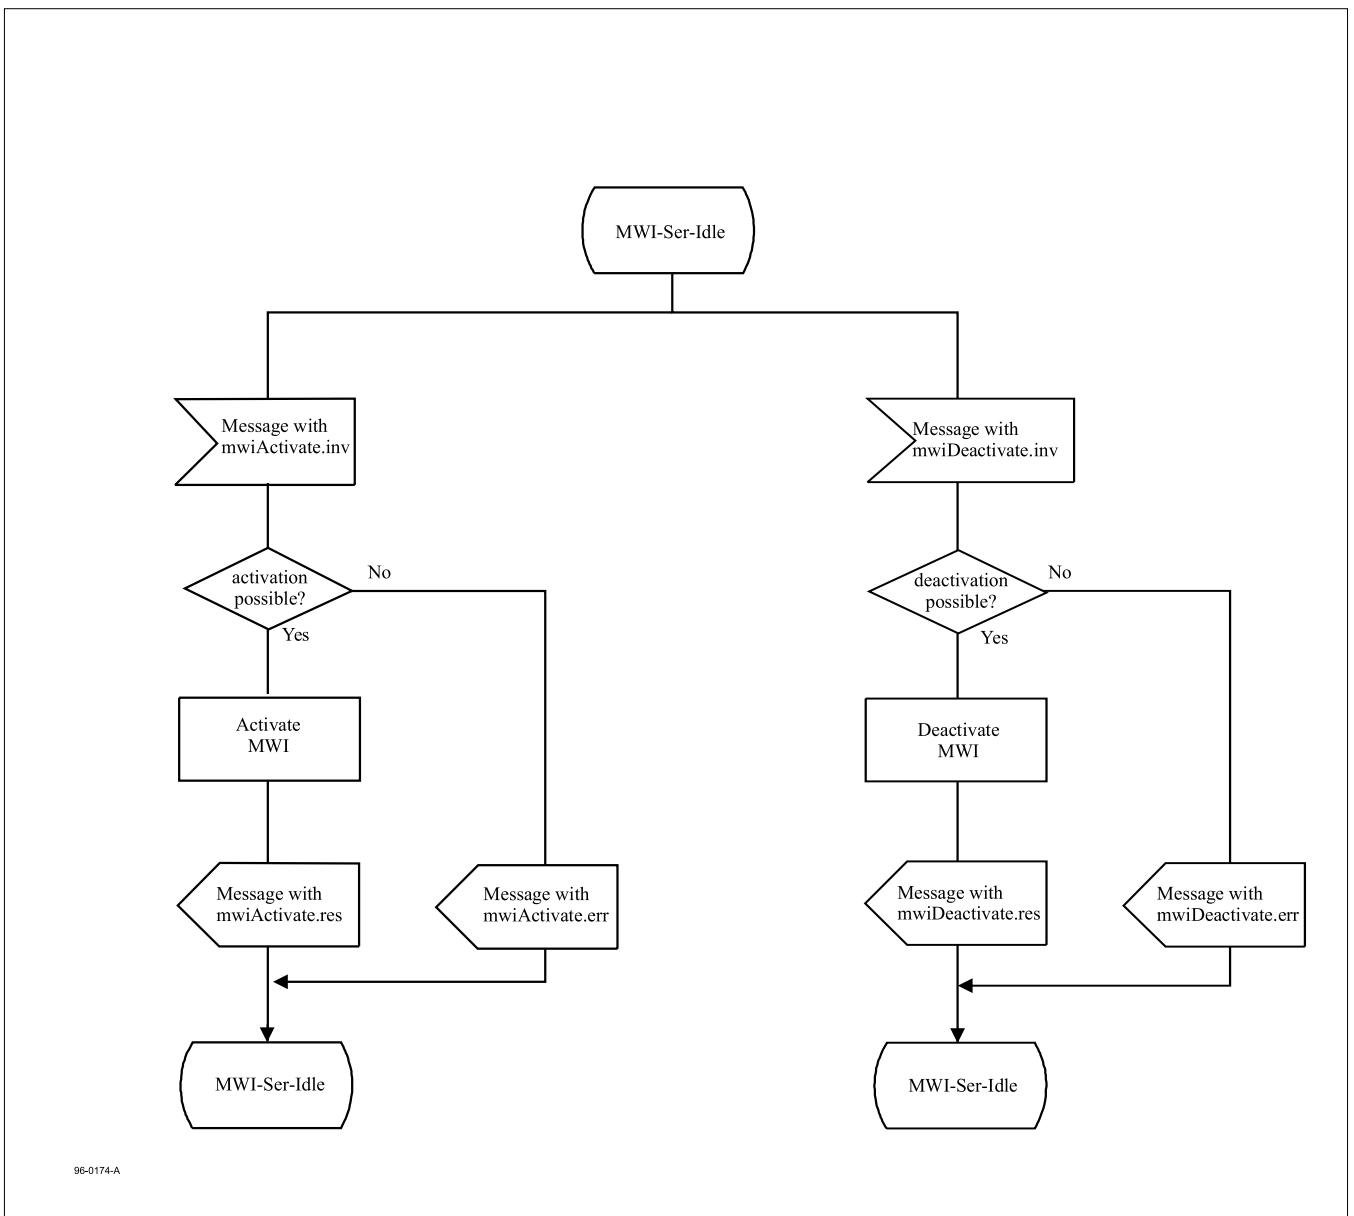 MWI-Ser-Idle
Message with
mwiActivate.inv
Message with
mwiDeactivate.inv
activation
possible?
No
Yes
deactivation
possible?
No
Yes
Activate
MWI
Deactivate
MWI
Message with
mwiActivate.res
Message with
mwiActivate.err
Message with
mwiDeactivate.res
Message with
mwiDeactivate.err
MWI-Ser-Idle
MWI-Ser-Idle
96-0174-A